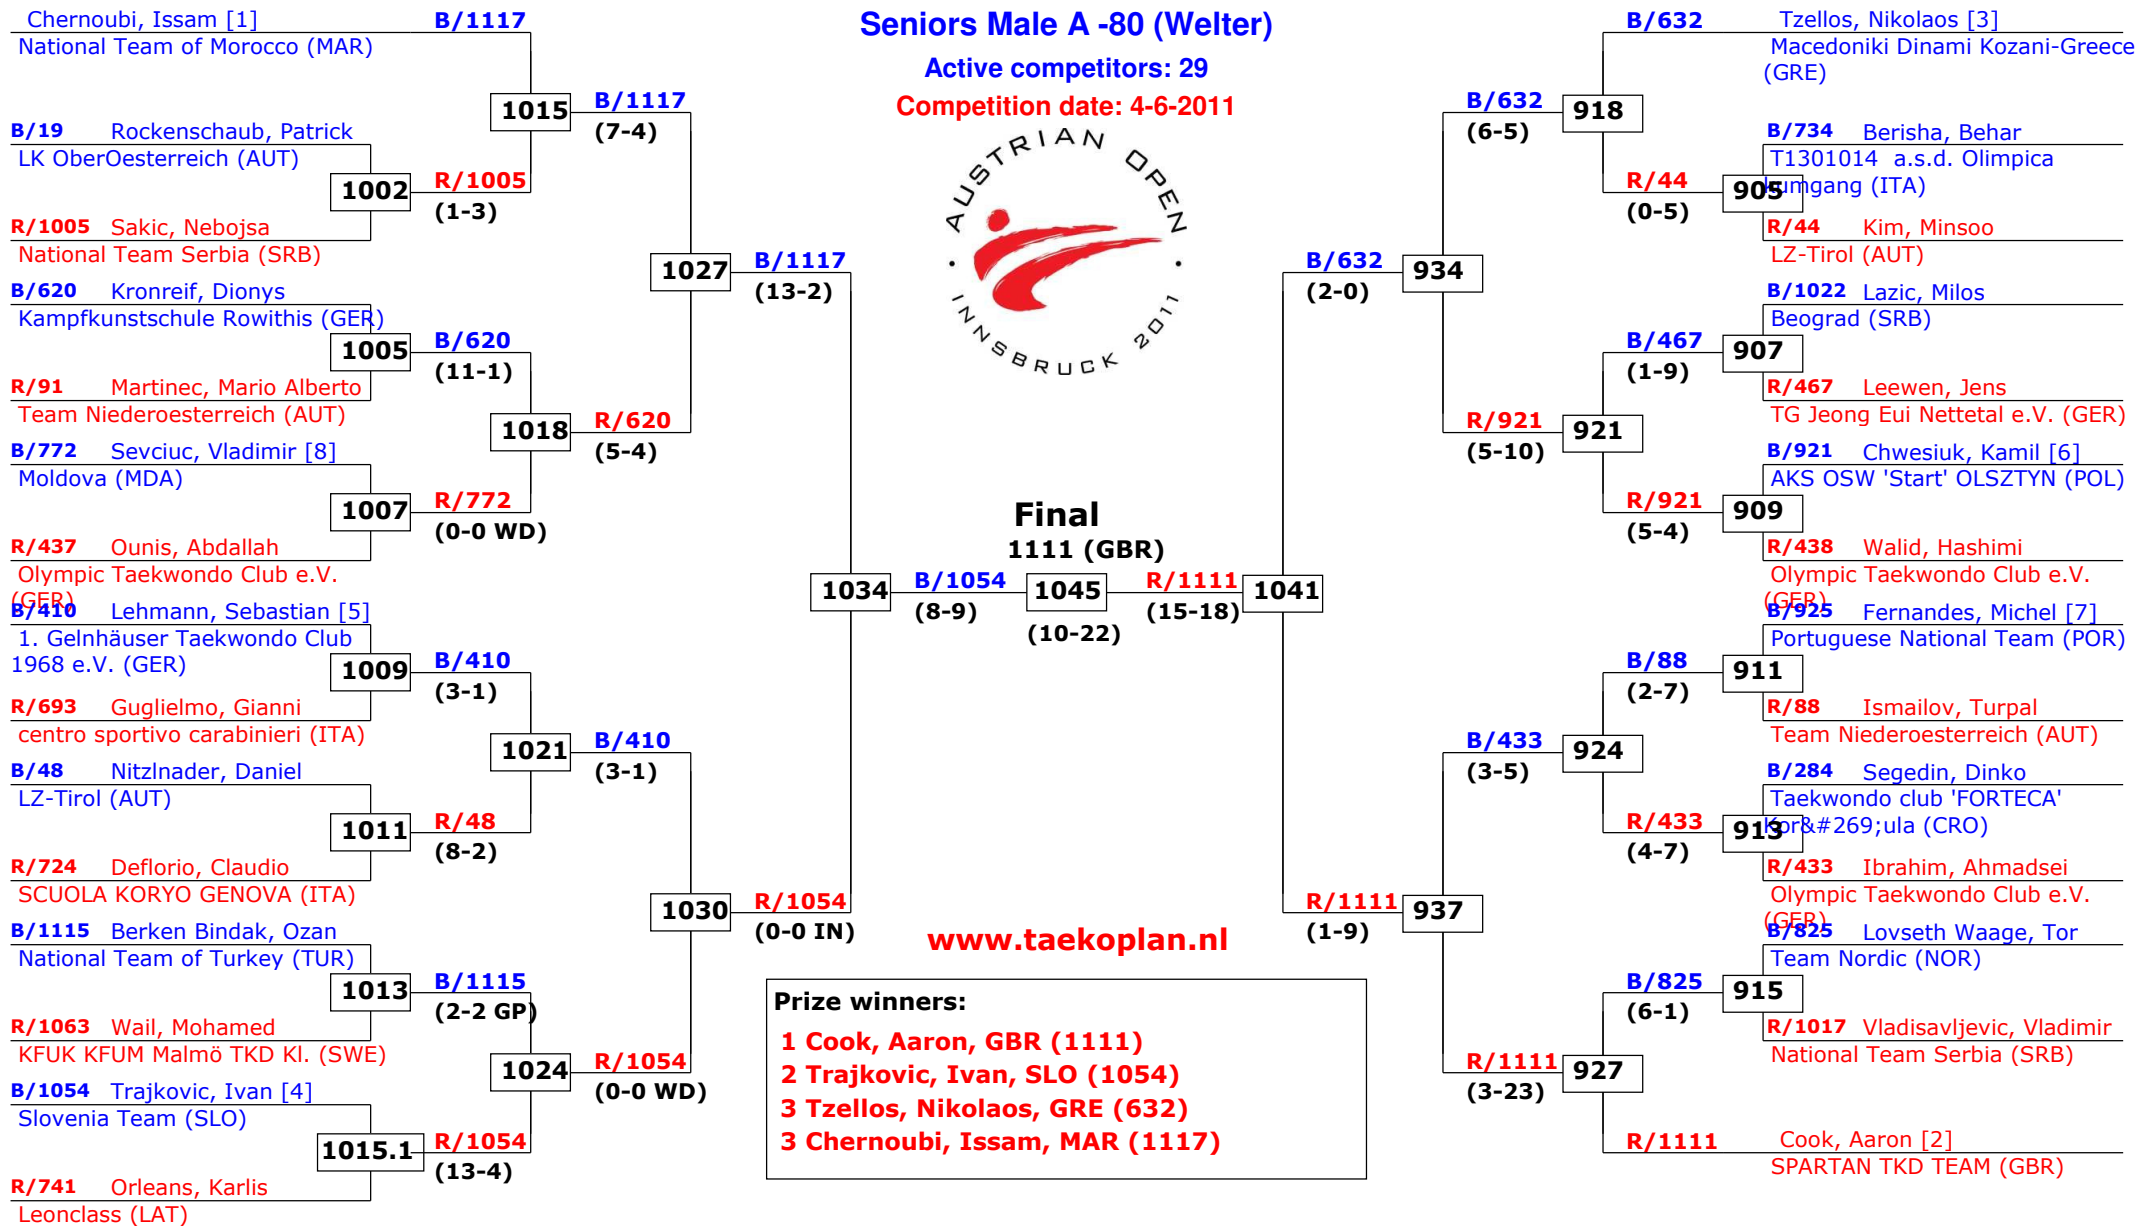 Seniors Male A -80 (Welter)
Active competitors: 29
Competition date: 4-6-2011
AUSTRIAN OPEN
INNSBRUCK 2011
Chernoubi, Issam [1]
B/1117
National Team of Morocco (MAR)
B/19 Rockenschaub, Patrick
LK OberOesterreich (AUT)
1002
R/1005
(1-3)
R/1005 Sakic, Nebojsa
National Team Serbia (SRB)
1015
B/1117
(7-4)
B/620 Kronreif, Dionys
Kampfkunstschule Rowithis (GER)
1005
B/620
(11-1)
R/91 Martinec, Mario Alberto
Team Niederoesterreich (AUT)
1018
R/620
(5-4)
B/772 Sevciuc, Vladimir [8]
Moldova (MDA)
1007
R/772
(0-0 WD)
R/437 Ounis, Abdallah
Olympic Taekwondo Club e.V.
(GER)
1027
B/1117
(13-2)
B/410 Lehmann, Sebastian [5]
1. Gelnhäuser Taekwondo Club
1968 e.V. (GER)
1009
B/410
(3-1)
R/693 Guglielmo, Gianni
centro sportivo carabinieri (ITA)
1021
B/410
(3-1)
B/48 Nitzlnader, Daniel
LZ-Tirol (AUT)
1011
R/48
(8-2)
R/724 Deflorio, Claudio
SCUOLA KORYO GENOVA (ITA)
1030
R/1054
(0-0 IN)
B/1115 Berken Bindak, Ozan
National Team of Turkey (TUR)
1013
B/1115
(2-2 GP)
R/1063 Wail, Mohamed
KFUK KFUM Malmö TKD Kl. (SWE)
1024
R/1054
(0-0 WD)
B/1054 Trajkovic, Ivan [4]
Slovenia Team (SLO)
1015.1
R/1054
(13-4)
R/741 Orleans, Karlis
Leonclass (LAT)
1034
B/1054
(8-9)
Final
1111 (GBR)
1045
(10-22)
R/1111
(15-18)
1041
B/632
Tzellos, Nikolaos [3]
Macedoniki Dinami Kozani-Greece
(GRE)
B/632
(6-5)
918
B/734 Berisha, Behar
T1301014 a.s.d. Olimpica
kumgang (ITA)
R/44
(0-5)
905
R/44 Kim, Minsoo
LZ-Tirol (AUT)
B/632
(2-0)
934
B/1022 Lazic, Milos
Beograd (SRB)
B/467
(1-9)
907
R/467 Leewen, Jens
TG Jeong Eui Nettetal e.V. (GER)
R/921
(5-10)
921
B/921 Chwesiuk, Kamil [6]
AKS OSW 'Start' OLSZTYN (POL)
R/921
(5-4)
909
R/438 Walid, Hashimi
Olympic Taekwondo Club e.V.
(GER)
B/925 Fernandes, Michel [7]
Portuguese National Team (POR)
B/88
(2-7)
911
R/88 Ismailov, Turpal
Team Niederoesterreich (AUT)
B/433
(3-5)
924
B/284 Segedin, Dinko
Taekwondo club 'FORTECA'
Kor&#269;ula (CRO)
R/433
(4-7)
913
R/433 Ibrahim, Ahmadsei
Olympic Taekwondo Club e.V.
(GER)
R/1111
(1-9)
937
B/825 Lovseth Waage, Tor
Team Nordic (NOR)
B/825
(6-1)
915
R/1017 Vladisavljevic, Vladimir
National Team Serbia (SRB)
R/1111
(3-23)
927
R/1111
Cook, Aaron [2]
SPARTAN TKD TEAM (GBR)
www.taekoplan.nl
Prize winners:
1 Cook, Aaron, GBR (1111)
2 Trajkovic, Ivan, SLO (1054)
3 Tzellos, Nikolaos, GRE (632)
3 Chernoubi, Issam, MAR (1117)